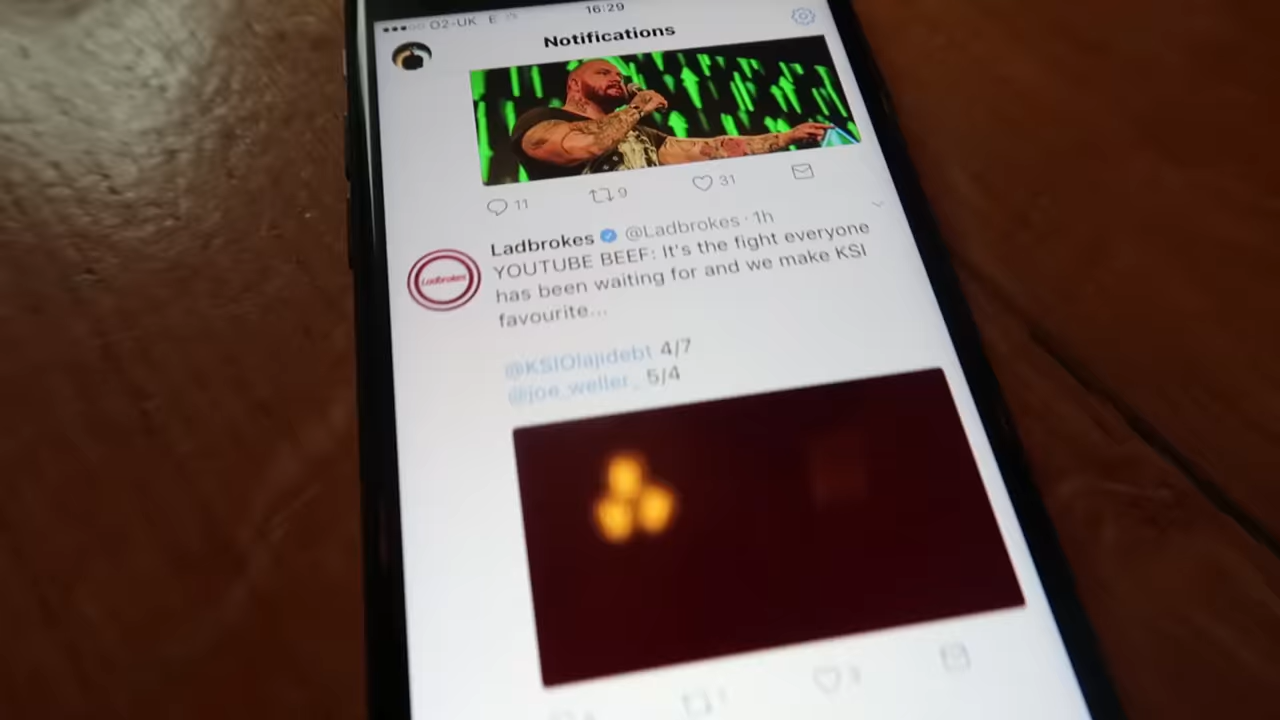 O2-UK E
16:29
Notifications
11
9
31
Ladbrokes @Ladbrokes · 1h
YOUTUBE BEEF: It's the fight everyone
has been waiting for and we make KSI
favourite...
@KSIOlajidebt 4/7
@joe_weller_ 5/4
Ladbrokes